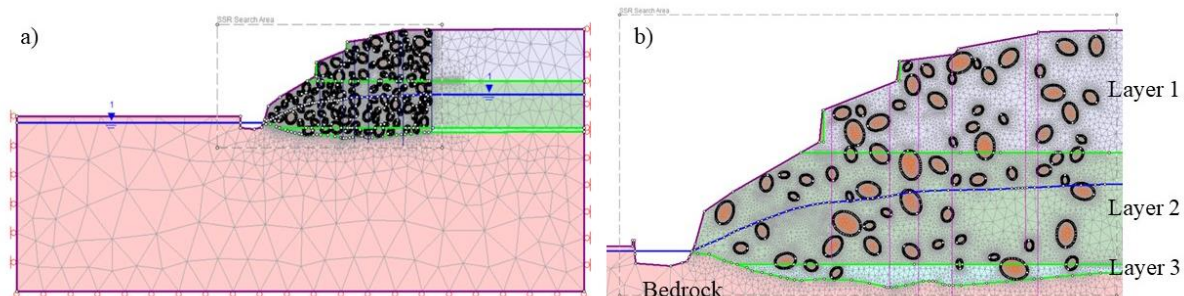 SSR Search Area
a)
1
1
SSR Search Area
b)
Layer 1
Layer 2
Layer 3
Bedrock